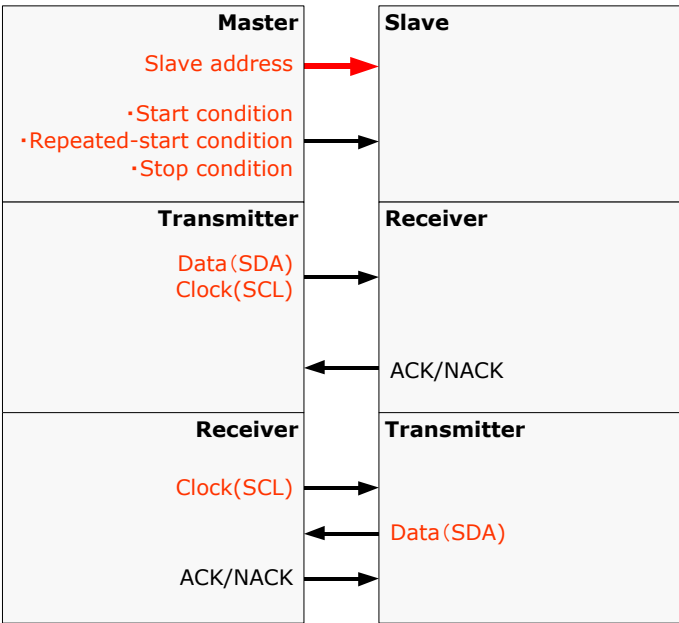 Master
Slave
Slave address
・Start condition
・Repeated-start condition
・Stop condition
Transmitter
Receiver
Data（SDA）
Clock(SCL)
ACK/NACK
Receiver
Transmitter
Clock(SCL)
Data（SDA）
ACK/NACK